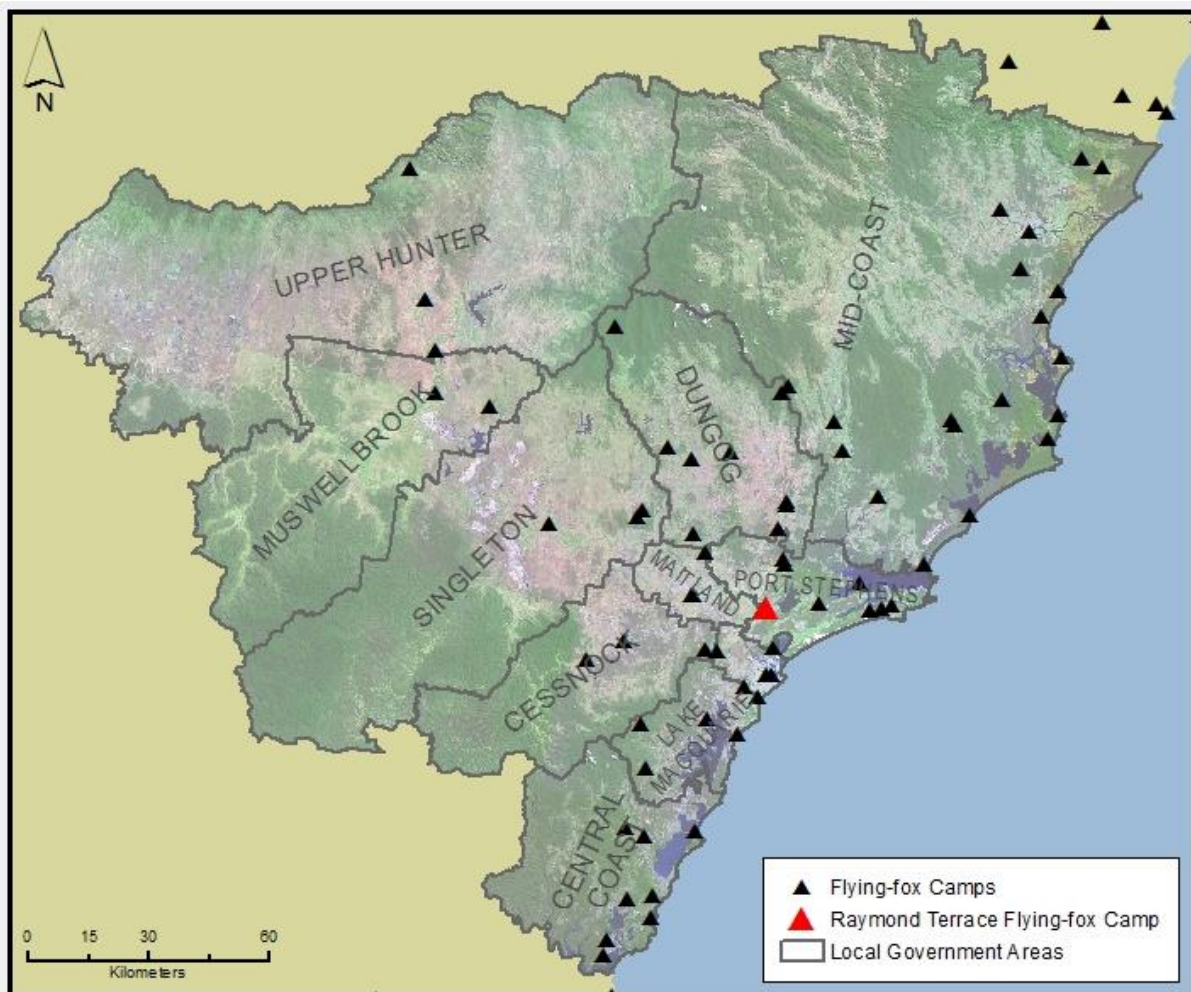 N
UPPER HUNTER
MID-COAST
DUNGOG
MUSWELLBROOK
SINGLETON
MAITLAND
PORT STEPHENS
CESSNOCK
LAKE
MACQUARIE
CENTRAL
COAST
0 15 30 60
Kilometers
Flying-fox Camps
Raymond Terrace Flying-fox Camp
Local Government Areas